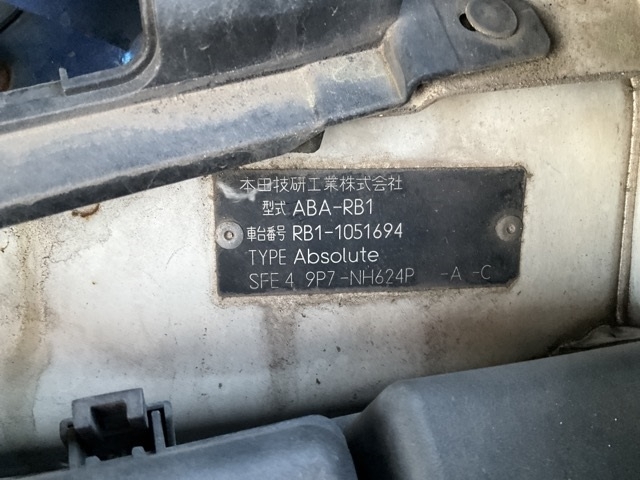 本田技研工業株式会社
型式 ABA-RB1
車台番号 RB1-1051694
TYPE Absolute
SFE 4 9P7-NH624P -A -C